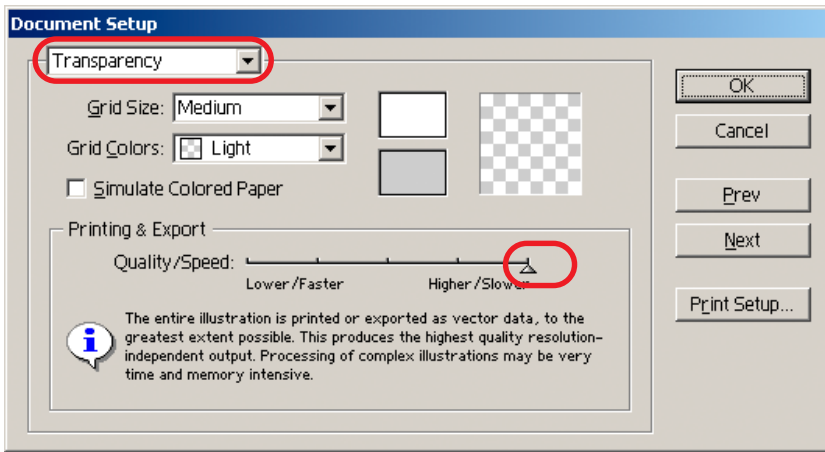 Document Setup
Transparency
Grid Size: Medium
Grid Colors: Light
Simulate Colored Paper
Printing & Export
Quality/Speed:
Lower/Faster Higher/Slower
The entire illustration is printed or exported as vector data, to the
greatest extent possible. This produces the highest quality resolution-
independent output. Processing of complex illustrations may be very
time and memory intensive.
OK
Cancel
Prev
Next
Print Setup...